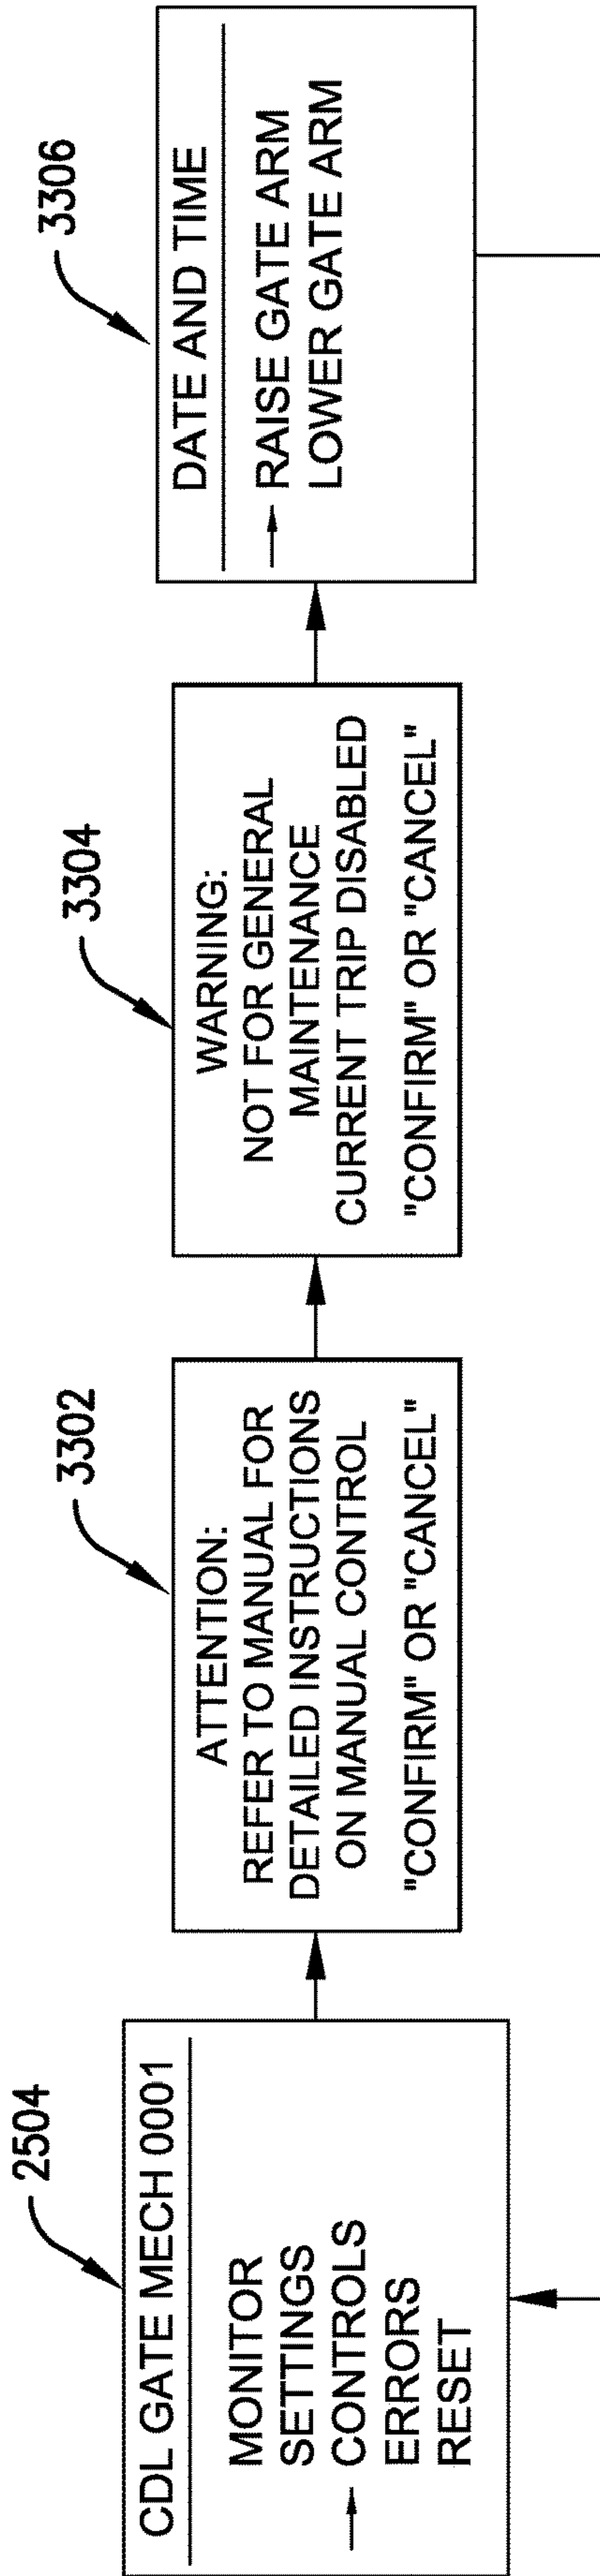 2504
CDL GATE MECH 0001
MONITOR
SETTINGS
CONTROLS
ERRORS
RESET
3302
ATTENTION:
REFER TO MANUAL FOR
DETAILED INSTRUCTIONS
ON MANUAL CONTROL
"CONFIRM" OR "CANCEL"
3304
WARNING:
NOT FOR GENERAL
MAINTENANCE
CURRENT TRIP DISABLED
"CONFIRM" OR "CANCEL"
3306
DATE AND TIME
RAISE GATE ARM
LOWER GATE ARM